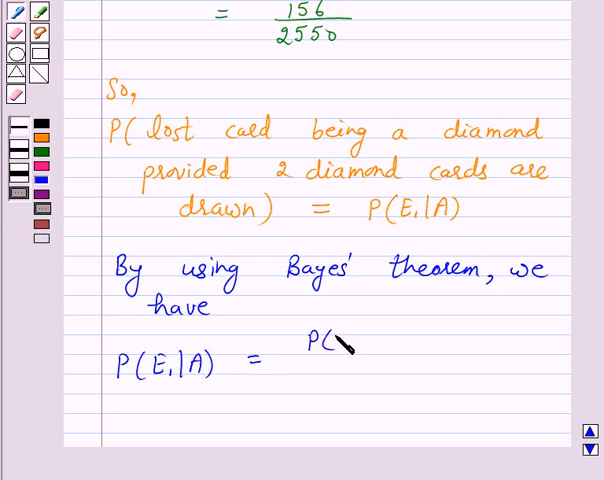 = 156
2550
So,
P( lost card being a diamond
provided 2 diamond cards are
drawn) = P(E₁|A)
By using Bayes' theorem, we
have
P(
P(E₁|A) =